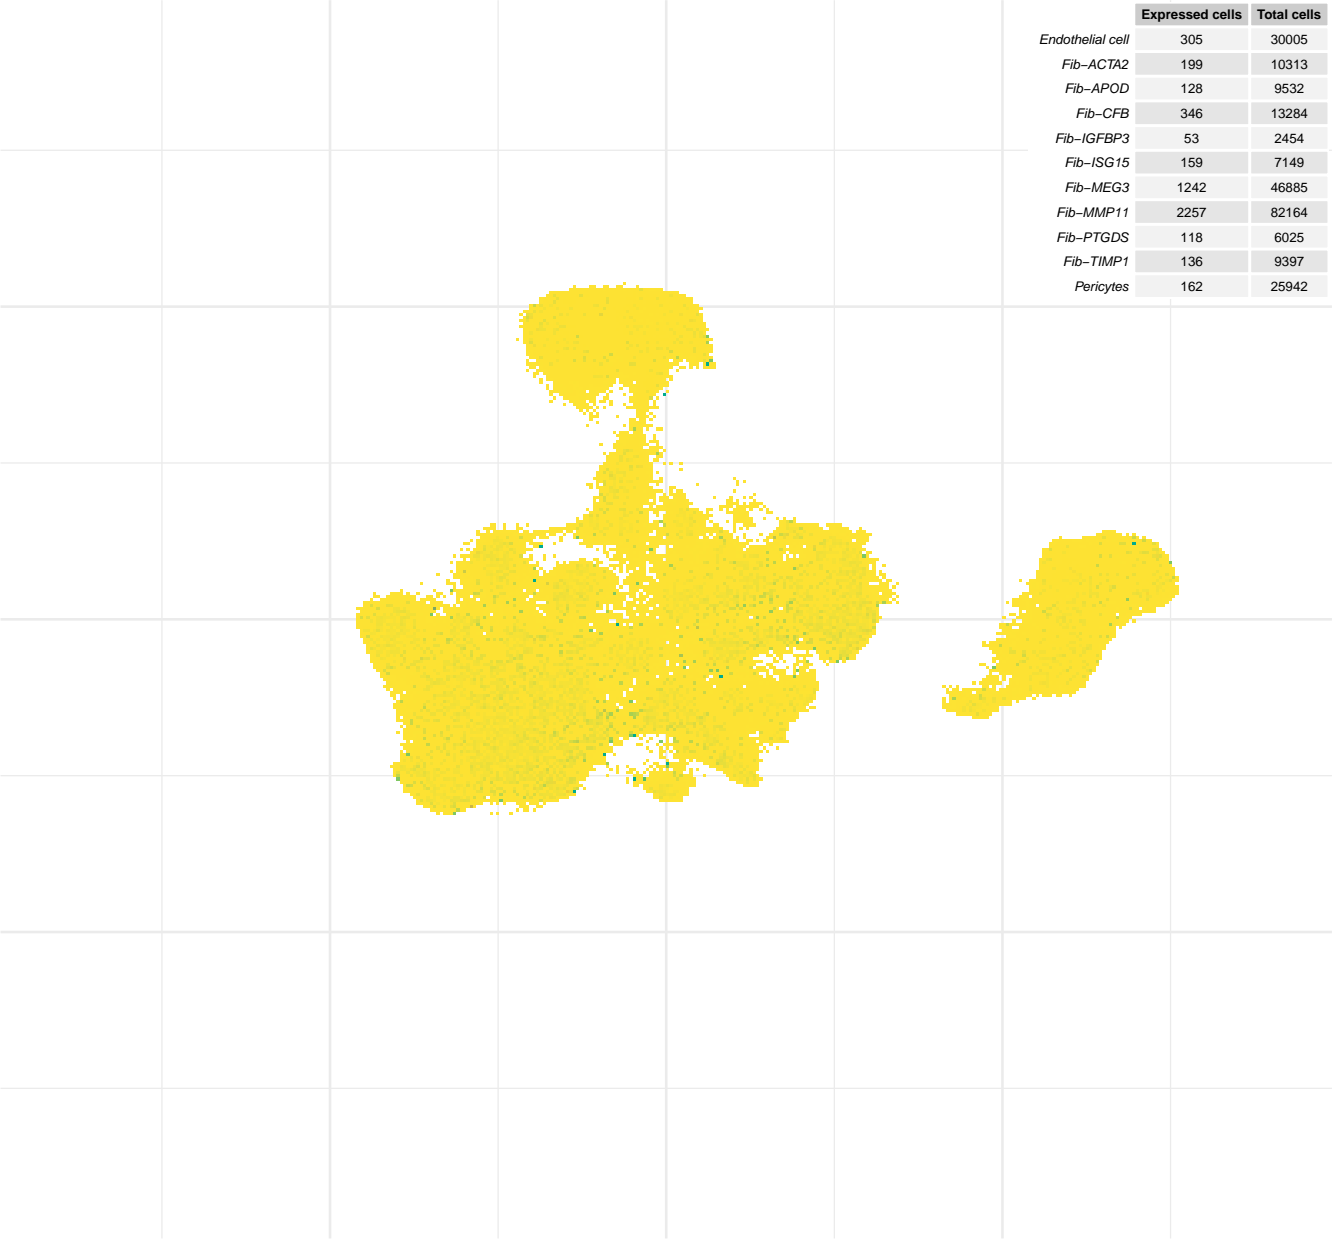 Expressed cells Total cells
Endothelial cell 305 30005
Fib−ACTA2 199 10313
Fib−APOD 128 9532
Fib−CFB 346 13284
Fib−IGFBP3 53 2454
Fib−ISG15 159 7149
Fib−MEG3 1242 46885
Fib−MMP11 2257 82164
Fib−PTGDS 118 6025
Fib−TIMP1 136 9397
Pericytes 162 25942